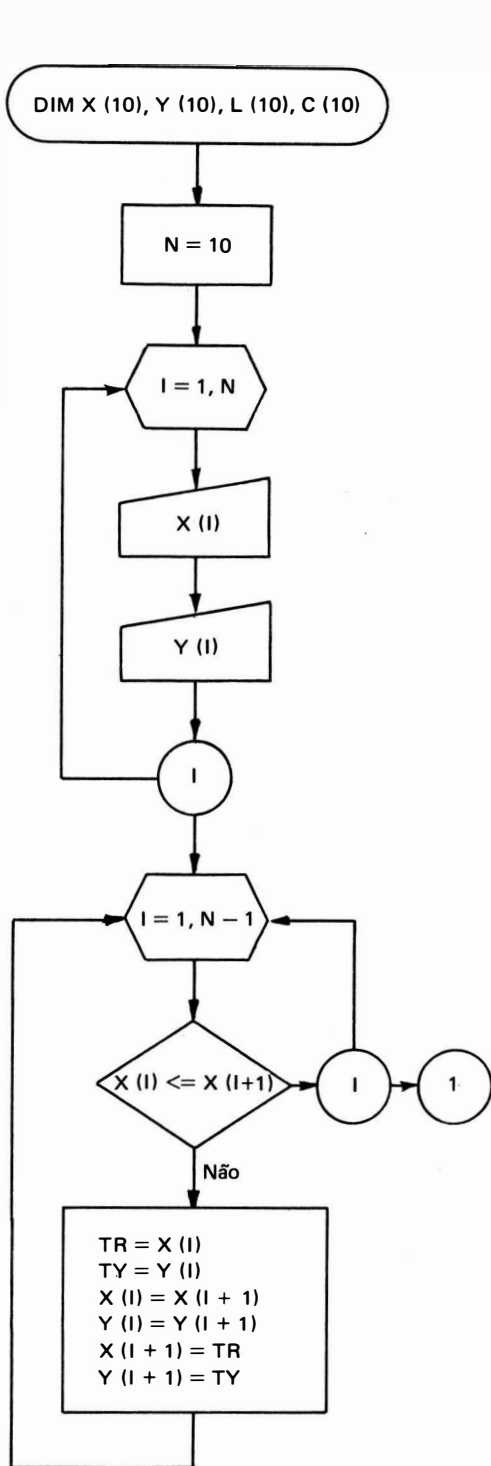 DIM X (10), Y (10), L (10), C (10)
N = 10
I = 1, N
X (I)
Y (I)
I
I = 1, N − 1
X (I) <= X (I+1)
I
1
Não
TR = X (I)
TY = Y (I)
X (I) = X (I + 1)
Y (I) = Y (I + 1)
X (I + 1) = TR
Y (I + 1) = TY